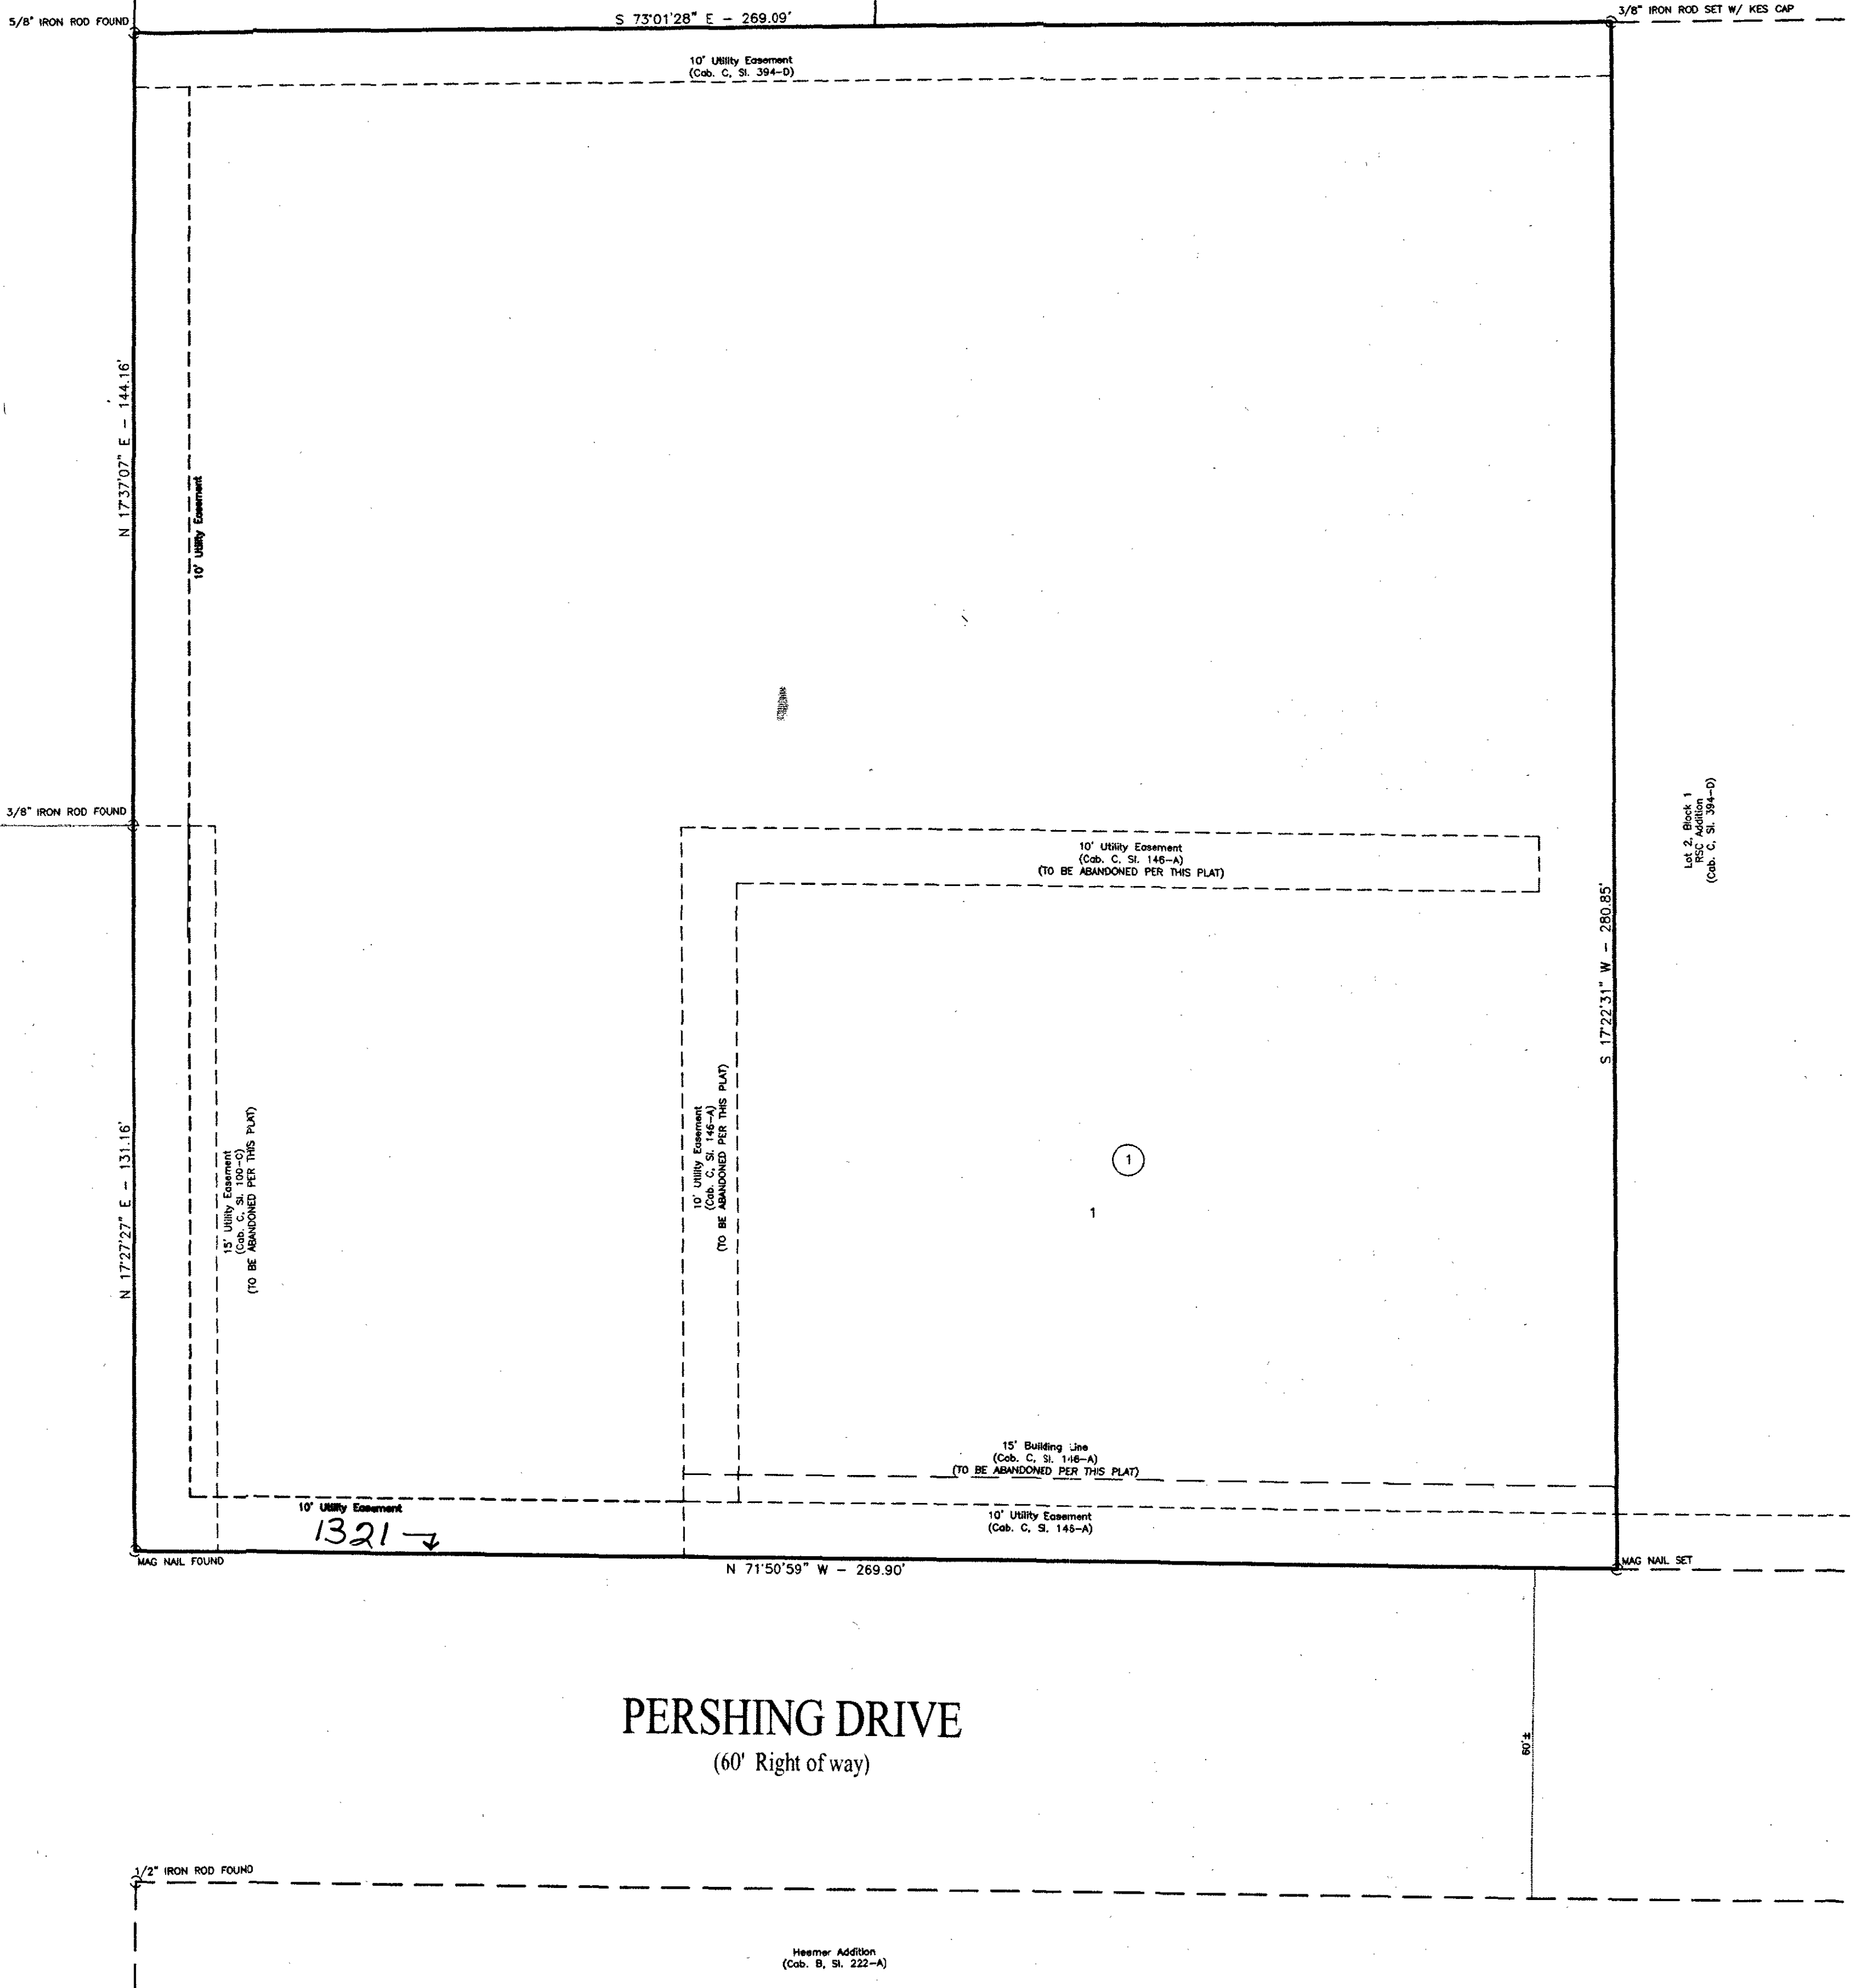 5/8" IRON ROD FOUND
S 73°01'28" E - 269.09'
3/8" IRON ROD SET W/ KES CAP
10' Utility Easement
(Cab. C, Sl. 394-D)
N 17°37'07" E - 144.16'
10' Utility Easement
3/8" IRON ROD FOUND
10' Utility Easement
(Cab. C, Sl. 146-A)
(TO BE ABANDONED PER THIS PLAT)
Lot 2, Block 1
RSC Addition
(Cab. C, Sl. 394-D)
S 17°22'31" W - 280.85'
N 17°27'27" E - 131.16'
15' Utility Easement
(Cab. C, Sl. 100-C)
(TO BE ABANDONED PER THIS PLAT)
10' Utility Easement
(Cab. C, Sl. 146-A)
(TO BE ABANDONED PER THIS PLAT)
1
1
15' Building Line
(Cab. C, Sl. 146-A)
(TO BE ABANDONED PER THIS PLAT)
10' Utility Easement
1321
10' Utility Easement
(Cab. C, Sl. 146-A)
MAG NAIL FOUND
N 71°50'59" W - 269.90'
MAG NAIL SET
PERSHING DRIVE
(60' Right of way)
60'±
1/2" IRON ROD FOUND
Heemer Addition
(Cab. B, Sl. 222-A)